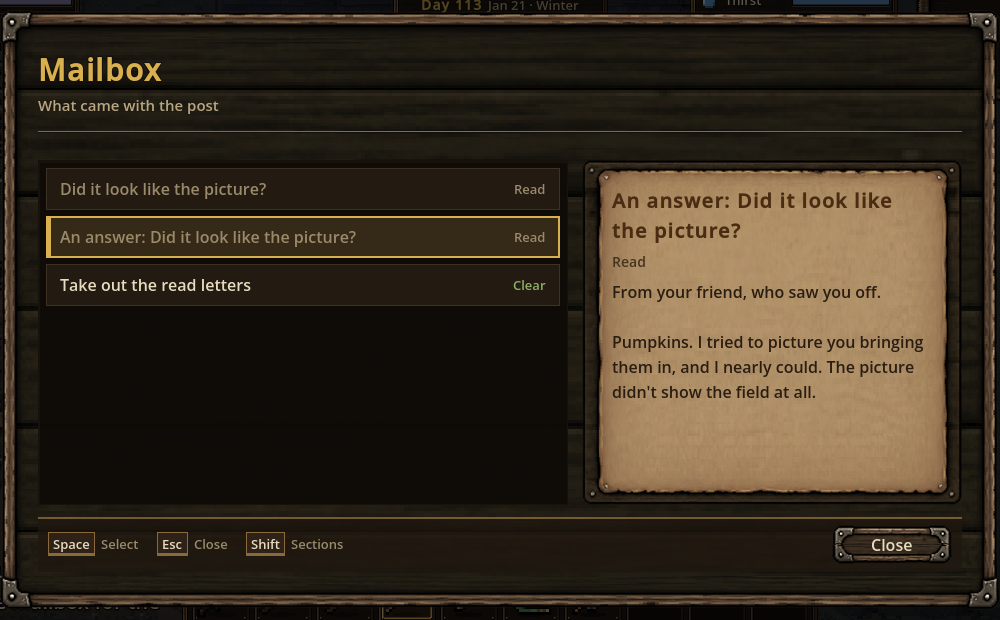 Day 113 Jan 21 · Winter
Thirst
Mailbox
What came with the post
Did it look like the picture? Read
An answer: Did it look like the picture? Read
Take out the read letters Clear
An answer: Did it look like
the picture?
Read
From your friend, who saw you off.
Pumpkins. I tried to picture you bringing
them in, and I nearly could. The picture
didn't show the field at all.
Space Select Esc Close Shift Sections
Close